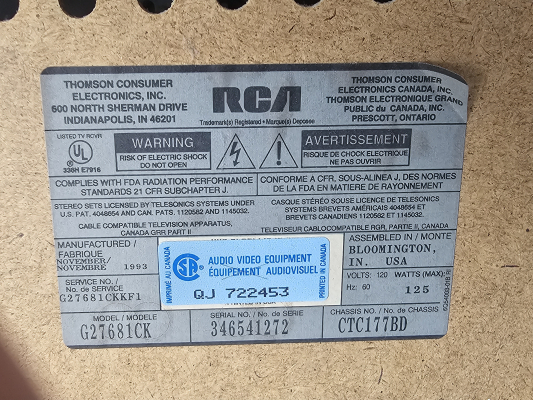 THOMSON CONSUMER
ELECTRONICS, INC.
600 NORTH SHERMAN DRIVE
INDIANAPOLIS, IN 46201
RCA
Trademark(s) Registered • Marque(s) Deposee
THOMSON CONSUMER
ELECTRONICS CANADA, INC.
THOMSON ELECTRONIQUE GRAND
PUBLIC du CANADA, INC.
PRESCOTT, ONTARIO
UL
LISTED TV RCVR
336H E7916
WARNING
RISK OF ELECTRIC SHOCK
DO NOT OPEN
AVERTISSEMENT
RISQUE DE CHOCK ELECTRIQUE
NE PAS OUVRIR
COMPLIES WITH FDA RADIATION PERFORMANCE
STANDARDS 21 CFR SUBCHAPTER J.
CONFORME A CFR, SOUS-ALINEA J, DES NORMES
DE LA FDA EN MATIERE DE RAYONNEMENT
STEREO SETS LICENSED BY TELESONICS SYSTEMS UNDER
U.S. PAT. 4048654 AND CAN. PATS. 1120582 AND 1145032.
CASQUE STÉRÉO SOUSE LICENCE DE TELESONICS
SYSTEMS, BREVETS AMERICAINS 4048654 ET
BREVETS CANADIENS 1120582 ET 1145032.
CABLE COMPATIBLE TELEVISION APPARATUS,
CANADA GRR PART II
TELEVISEUR CABLOCOMPATIBLE RGR, PARTIE II, CANADA
MANUFACTURED /
FABRIQUE
NOVEMBER/
NOVEMBRE 1993
IMPRIMÉ AU CANADA
AUDIO VIDEO EQUIPMENT
ÉQUIPEMENT AUDIOVISUEL
QJ 722453
PRINTED IN CANADA
ASSEMBLED IN / MONTE
BLOOMINGTON,
IN. USA
SERVICE NO. /
No. de SERVICE
G27681CKKF1
VOLTS: 120 WATTS (MAX):
Hz: 60 125
MODEL / MODELE
G27681CK
SERIAL NO. / No. de SERIE
346541272
CHASSIS NO. / No. de CHASSIS
CTC177BD